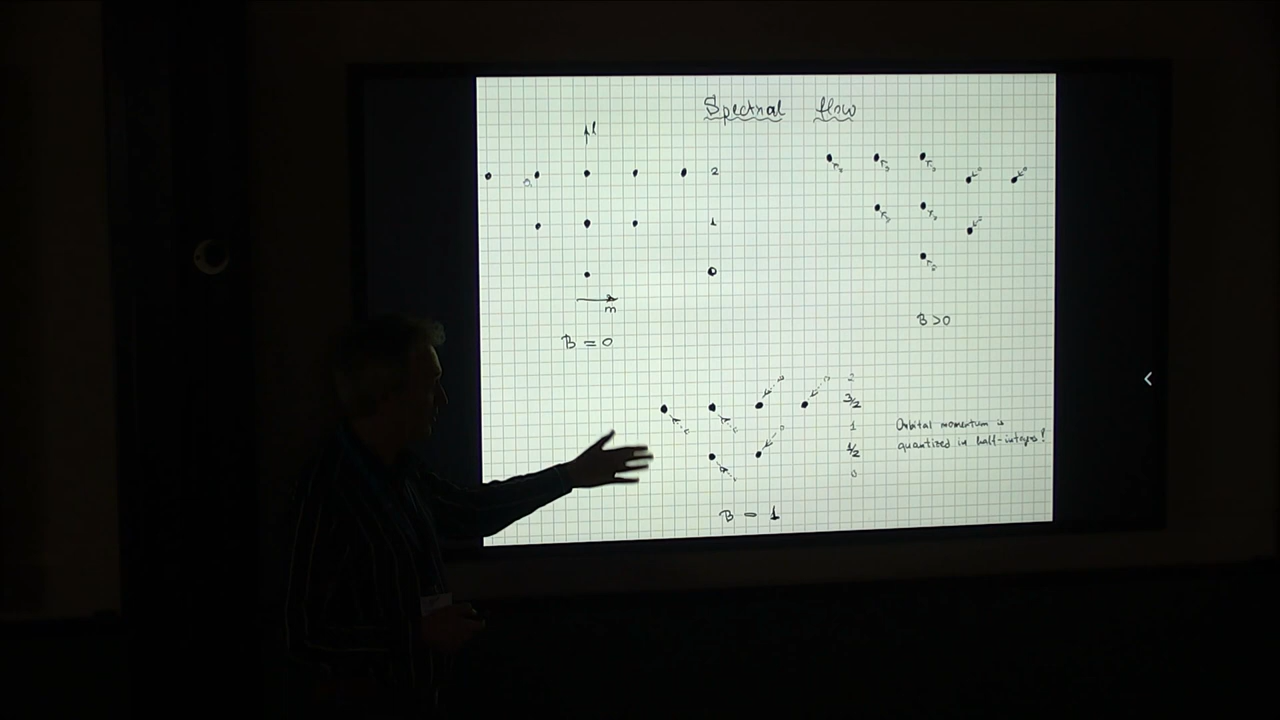 Spectral flow
l
2
1
0
m
B = 0
B > 0
2
3/2
1
1/2
0
Orbital momentum is
quantized in half-integs!
B = 1